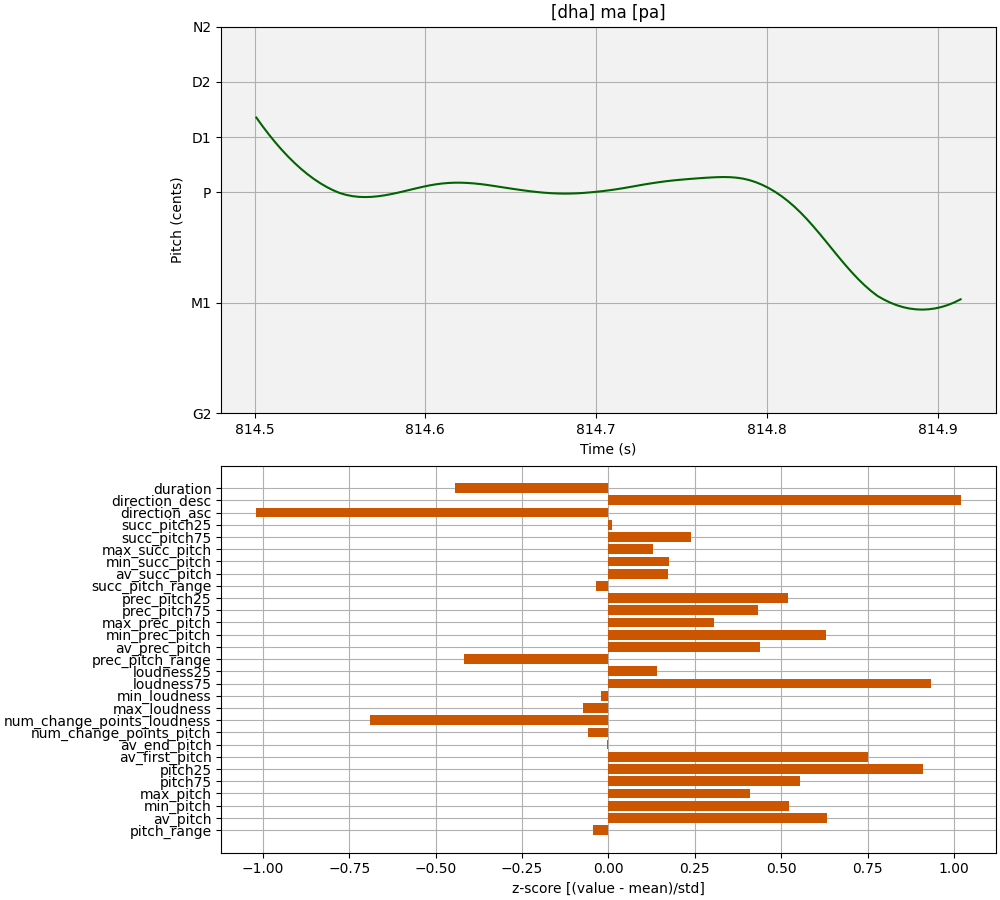 [dha] ma [pa]
N2
D2
D1
P
M1
G2
Pitch (cents)
814.5 814.6 814.7 814.8 814.9
Time (s)
duration
direction_desc
direction_asc
succ_pitch25
succ_pitch75
max_succ_pitch
min_succ_pitch
av_succ_pitch
succ_pitch_range
prec_pitch25
prec_pitch75
max_prec_pitch
min_prec_pitch
av_prec_pitch
prec_pitch_range
loudness25
loudness75
min_loudness
max_loudness
num_change_points_loudness
num_change_points_pitch
av_end_pitch
av_first_pitch
pitch25
pitch75
max_pitch
min_pitch
av_pitch
pitch_range
−1.00 −0.75 −0.50 −0.25 0.00 0.25 0.50 0.75 1.00
z-score [(value - mean)/std]